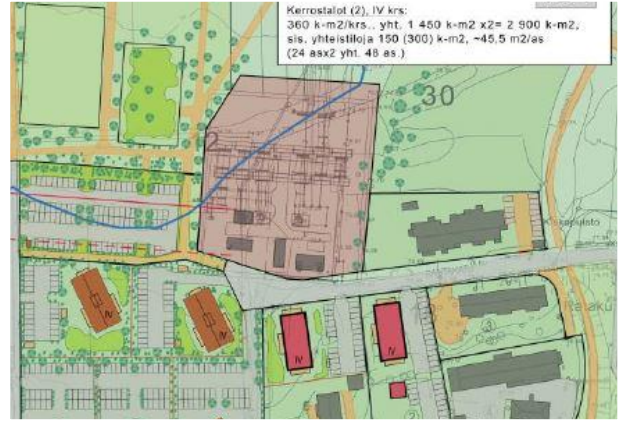 Kerrostalot (2), IV krs:
360 k-m2/krs., yht. 1 450 k-m2 x2= 2 900 k-m2,
sis. yhteistiloja 150 (300) k-m2, ~45,5 m2/as
(24 asx2 yht. 48 as.)
30
2
IV
IV
IV
IV